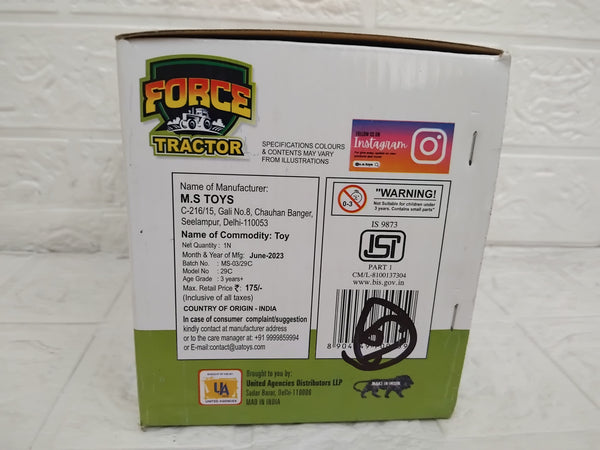 FORCE
TRACTOR
SPECIFICATIONS COLOURS
& CONTENTS MAY VARY
FROM ILLUSTRATIONS
FOLLOW US ON
Instagram
Name of Manufacturer:
M.S TOYS
C-216/15, Gali No.8, Chauhan Banger,
Seelampur, Delhi-110053
Name of Commodity: Toy
Net Quantity : 1N
Month & Year of Mfg: June-2023
Batch No. : MS-03/29C
Model No : 29C
Age Grade : 3 years+
Max. Retail Price ₹: 175/-
(Inclusive of all taxes)
COUNTRY OF ORIGIN - INDIA
In case of consumer complaint/suggestion
kindly contact at manufacturer address
or to the care manager at: +91 9999859994
or E-mail:contact@uatoys.com
0-3
"WARNING!
Not Suitable for children under
3 years. Contains small parts"
IS 9873
ISI
PART 1
CM/L-8100137304
www.bis.gov.in
8 904
UA
UNITED AGENCIES
Brought to you by:
United Agencies Distributors LLP
Sadar Bazar, Delhi-110006
MAD IN INDIA
MAKE IN INDIA